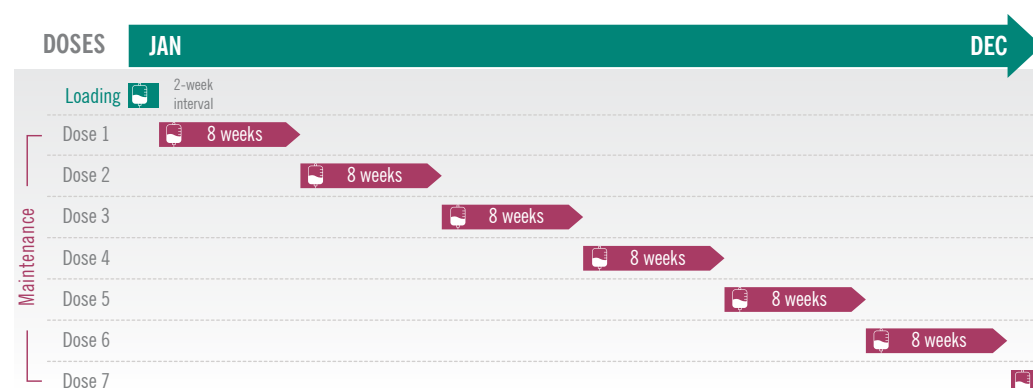 DOSES JAN DEC
Loading 2-week
interval
Maintenance
Dose 1 8 weeks
Dose 2 8 weeks
Dose 3 8 weeks
Dose 4 8 weeks
Dose 5 8 weeks
Dose 6 8 weeks
Dose 7